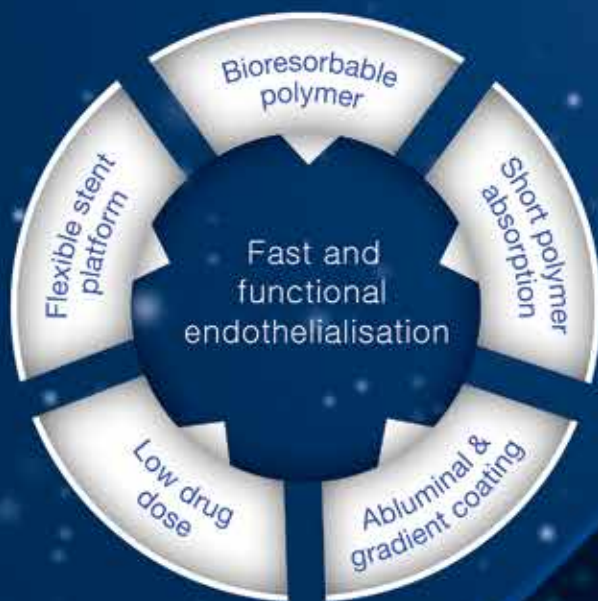 Bioresorbable
polymer
Short polymer
absorption
Abluminal &
gradient coating
Low drug
dose
Flexible stent
platform
Fast and
functional
endothelialisation